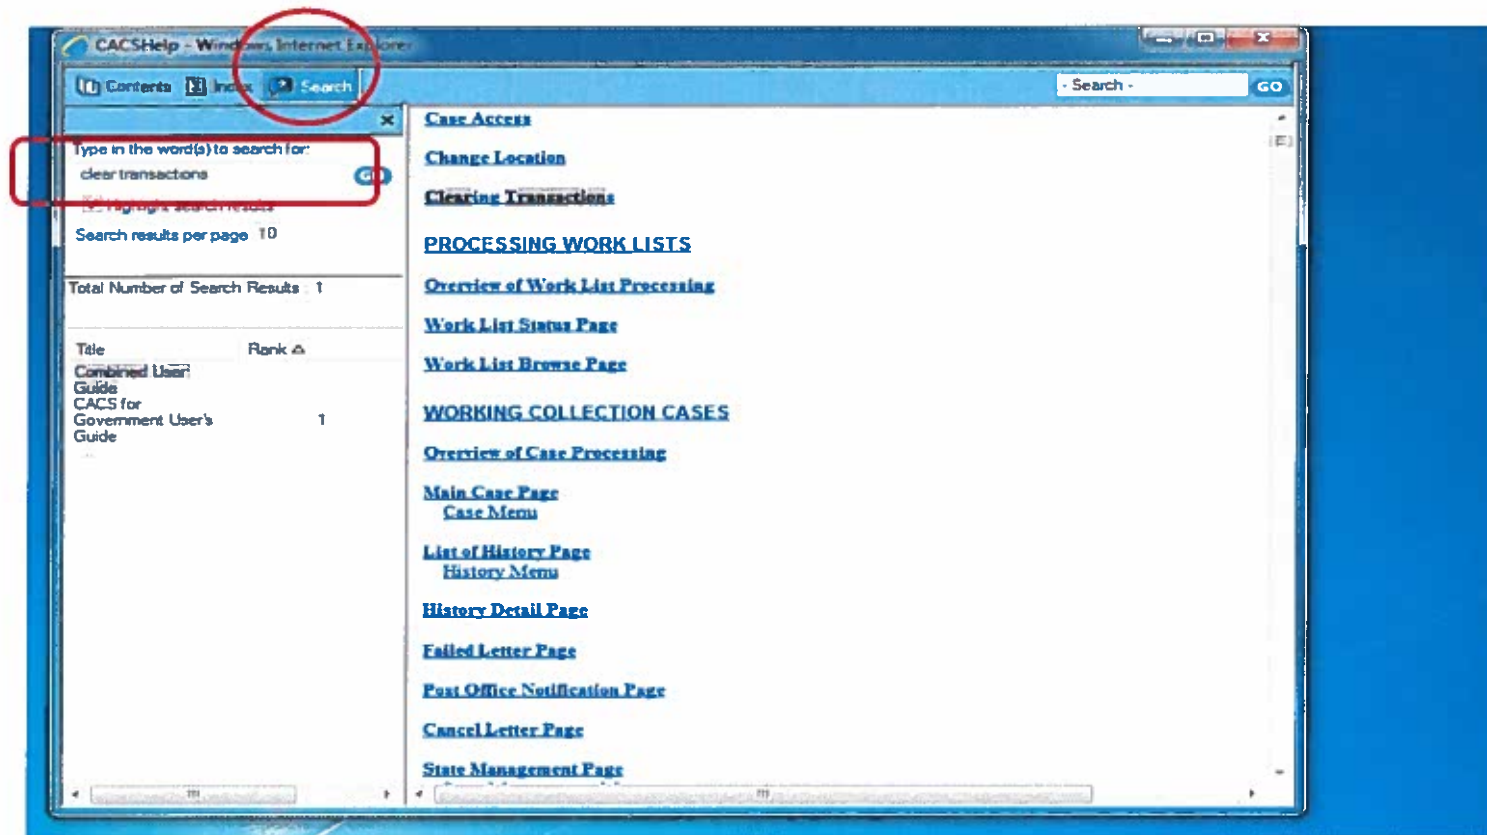 CACSHelp - Windows Internet Explorer
Contents Index Search
- Search - GO
Type in the word(s) to search for:
clear transactions GO
Highlight search results
Search results per page 10
Total Number of Search Results : 1
Title Rank
Combined User
Guide
CACS for
Government User's 1
Guide
Case Access
Change Location
Clearing Transactions
PROCESSING WORK LISTS
Overview of Work List Processing
Work List Status Page
Work List Browse Page
WORKING COLLECTION CASES
Overview of Case Processing
Main Case Page
Case Menu
List of History Page
History Menu
History Detail Page
Failed Letter Page
Post Office Notification Page
Cancel Letter Page
State Management Page